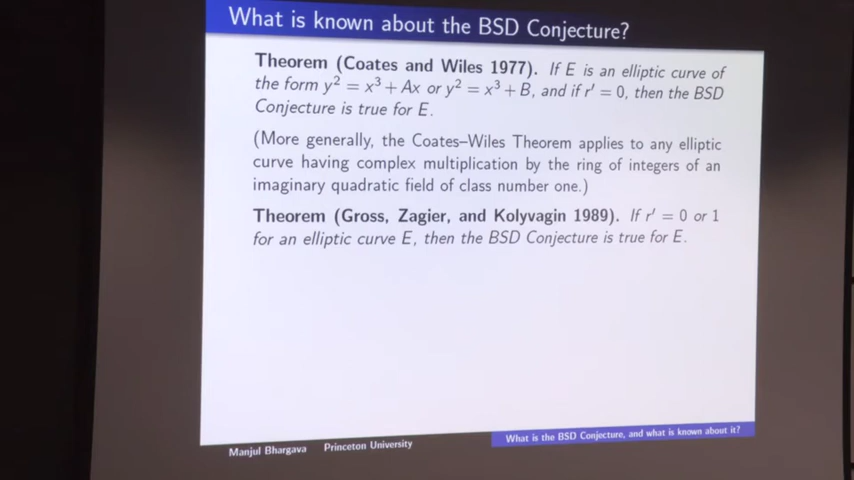 What is known about the BSD Conjecture?
Theorem (Coates and Wiles 1977). If E is an elliptic curve of
the form y² = x³ + Ax or y² = x³ + B, and if r′ = 0, then the BSD
Conjecture is true for E.
(More generally, the Coates–Wiles Theorem applies to any elliptic
curve having complex multiplication by the ring of integers of an
imaginary quadratic field of class number one.)
Theorem (Gross, Zagier, and Kolyvagin 1989). If r′ = 0 or 1
for an elliptic curve E, then the BSD Conjecture is true for E.
Manjul Bhargava Princeton University
What is the BSD Conjecture, and what is known about it?